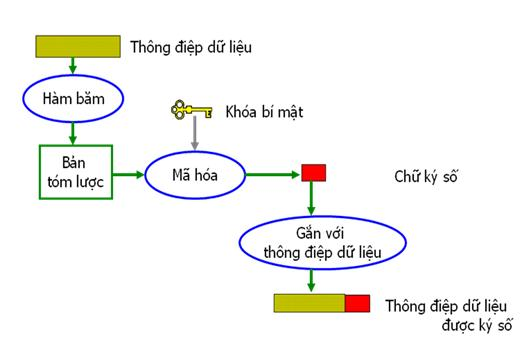 Thông điệp dữ liệu
Hàm băm
Khóa bí mật
Bản
tóm lược
Mã hóa
Chữ ký số
Gắn với
thông điệp dữ liệu
Thông điệp dữ liệu
được ký số